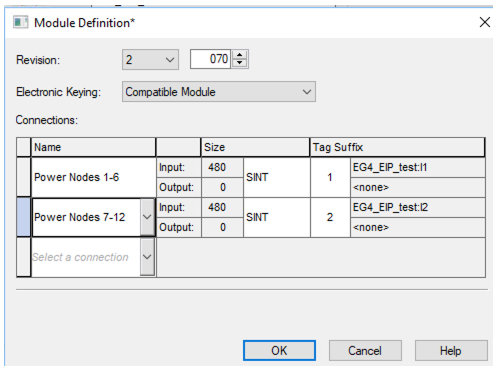 Module Definition*
Revision: 2 070
Electronic Keying: Compatible Module
Connections:
Name Size Tag Suffix
Power Nodes 1-6 Input: 480 SINT 1 EG4_EIP_test:I1
Output: 0 <none>
Power Nodes 7-12 Input: 480 SINT 2 EG4_EIP_test:I2
Output: 0 <none>
Select a connection
OK Cancel Help